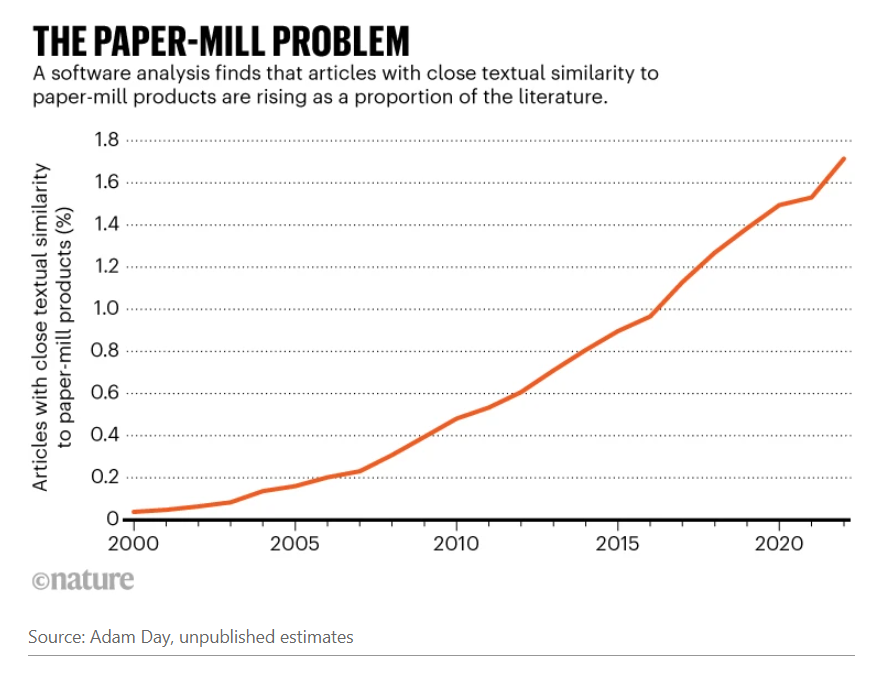 THE PAPER-MILL PROBLEM
A software analysis finds that articles with close textual similarity to
paper-mill products are rising as a proportion of the literature.
Articles with close textual similarity
to paper-mill products (%)
1.8
1.6
1.4
1.2
1.0
0.8
0.6
0.4
0.2
0
2000 2005 2010 2015 2020
©nature
Source: Adam Day, unpublished estimates